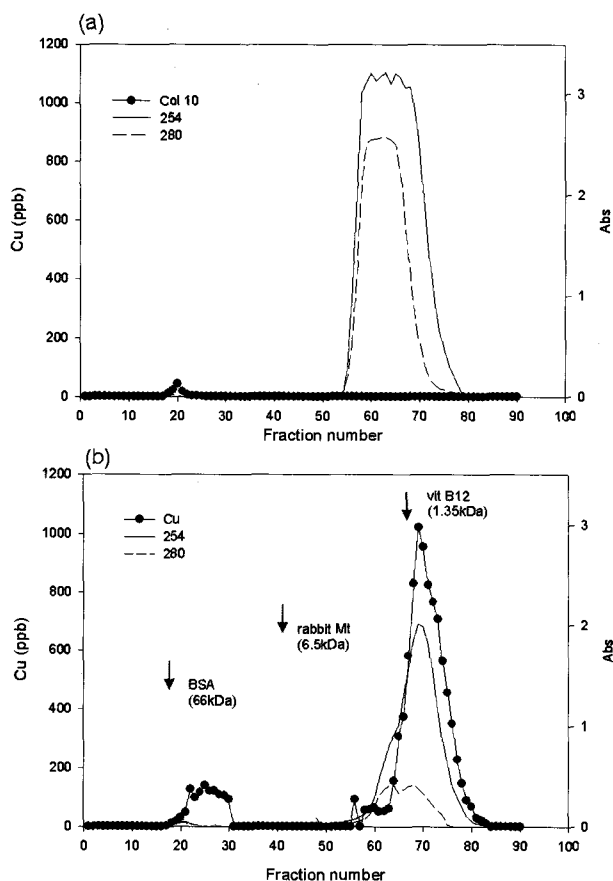 (a)
1200
1000
800
600
400
200
0
Cu (ppb)
Col 10
254
280
3
2
1
0
Abs
0 10 20 30 40 50 60 70 80 90 100
Fraction number
(b)
1200
1000
800
600
400
200
0
Cu (ppb)
Cu
254
280
BSA
(66kDa)
rabbit Mt
(6.5kDa)
vit B12
(1.35kDa)
3
2
1
0
Abs
0 10 20 30 40 50 60 70 80 90 100
Fraction number